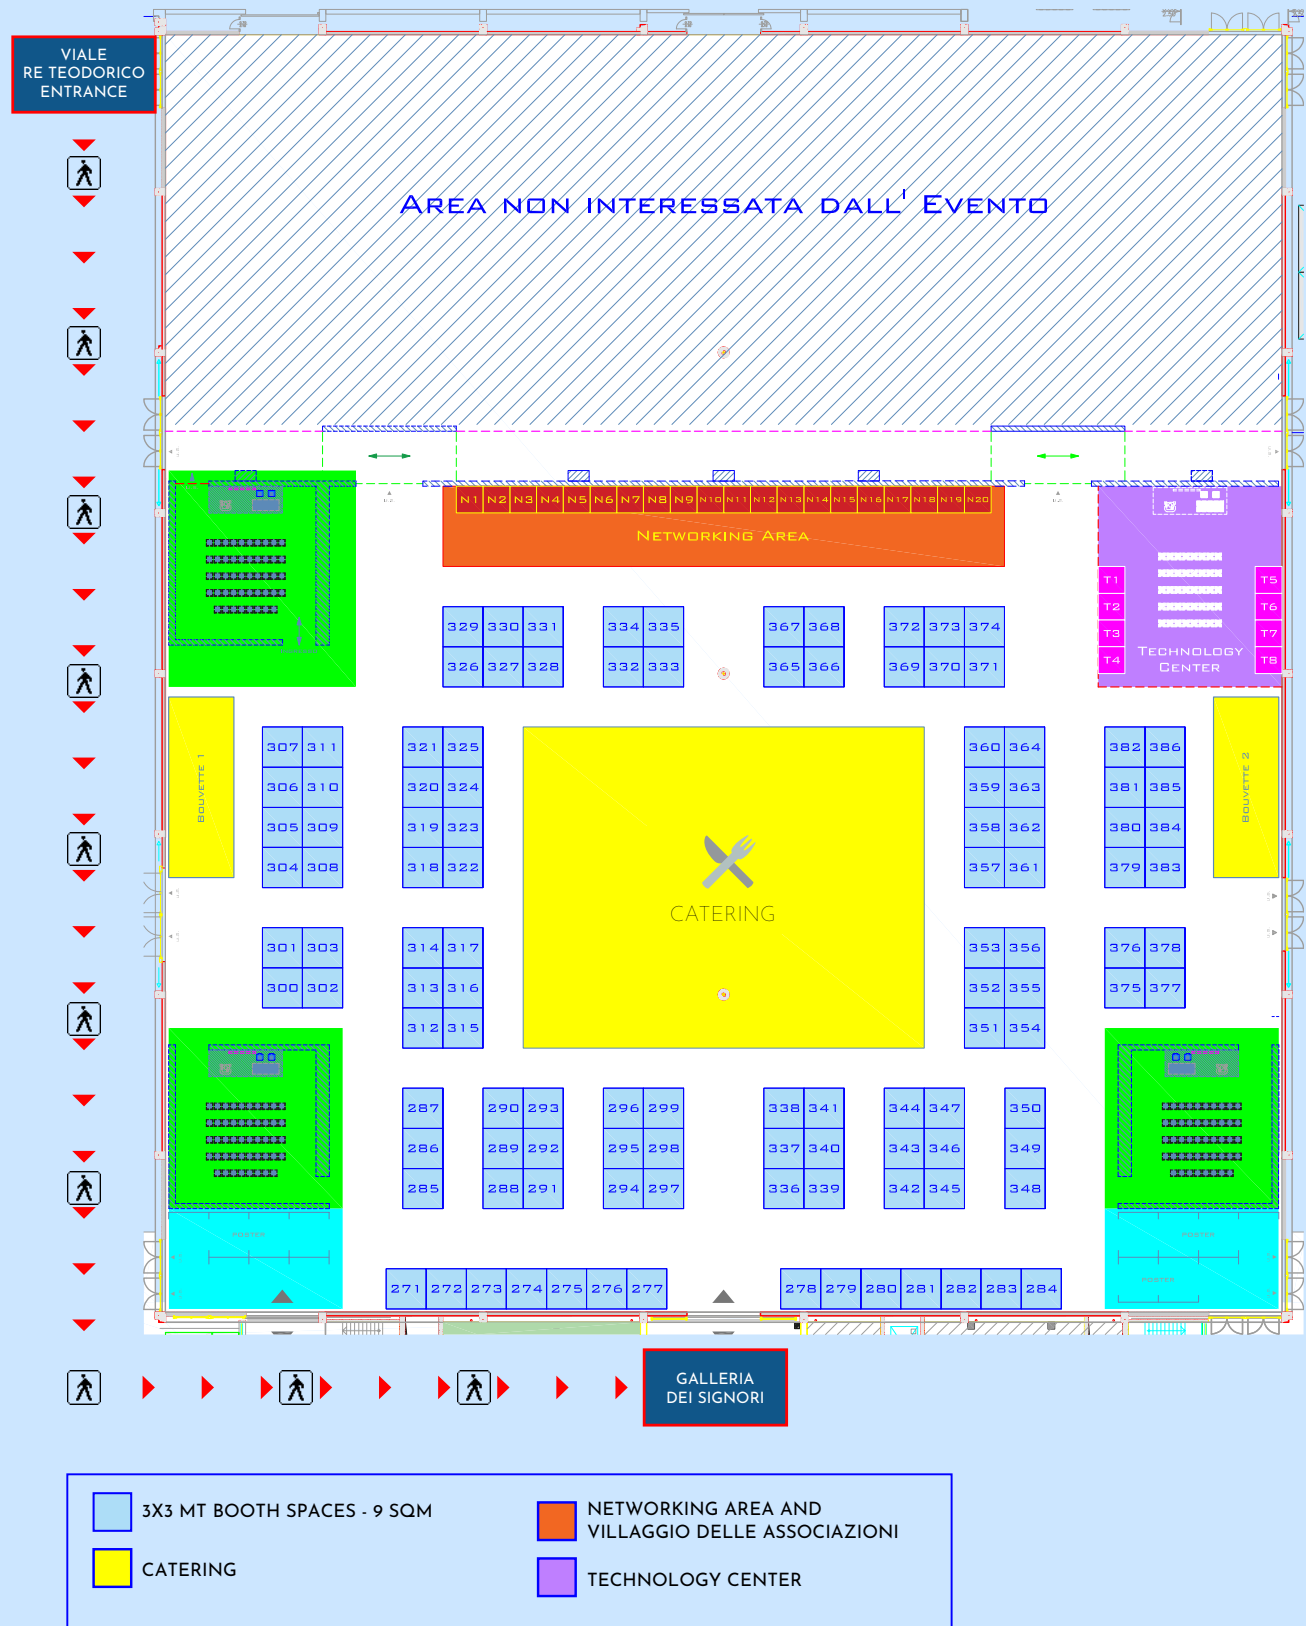 VIALE
RE TEODORICO
ENTRANCE
AREA NON INTERESSATA DALL' EVENTO
N1 N2 N3 N4 N5 N6 N7 N8 N9 N10 N11 N12 N13 N14 N15 N16 N17 N18 N19 N20
NETWORKING AREA
T1 T5
T2 T6
T3 T7
T4 T8
TECHNOLOGY
CENTER
329 330 331 334 335 367 368 372 373 374
326 327 328 332 333 365 366 369 370 371
BOUVETTE 1
BOUVETTE 2
307 311 321 325 360 364 382 386
306 310 320 324 359 363 381 385
305 309 319 323 358 362 380 384
304 308 318 322 357 361 379 383
CATERING
301 303 314 317 353 356 376 378
300 302 313 316 352 355 375 377
312 315 351 354
287 290 293 296 299 338 341 344 347 350
286 289 292 295 298 337 340 343 346 349
285 288 291 294 297 336 339 342 345 348
POSTER POSTER
POSTER
271 272 273 274 275 276 277 278 279 280 281 282 283 284
GALLERIA
DEI SIGNORI
3X3 MT BOOTH SPACES - 9 SQM
CATERING
NETWORKING AREA AND
VILLAGGIO DELLE ASSOCIAZIONI
TECHNOLOGY CENTER